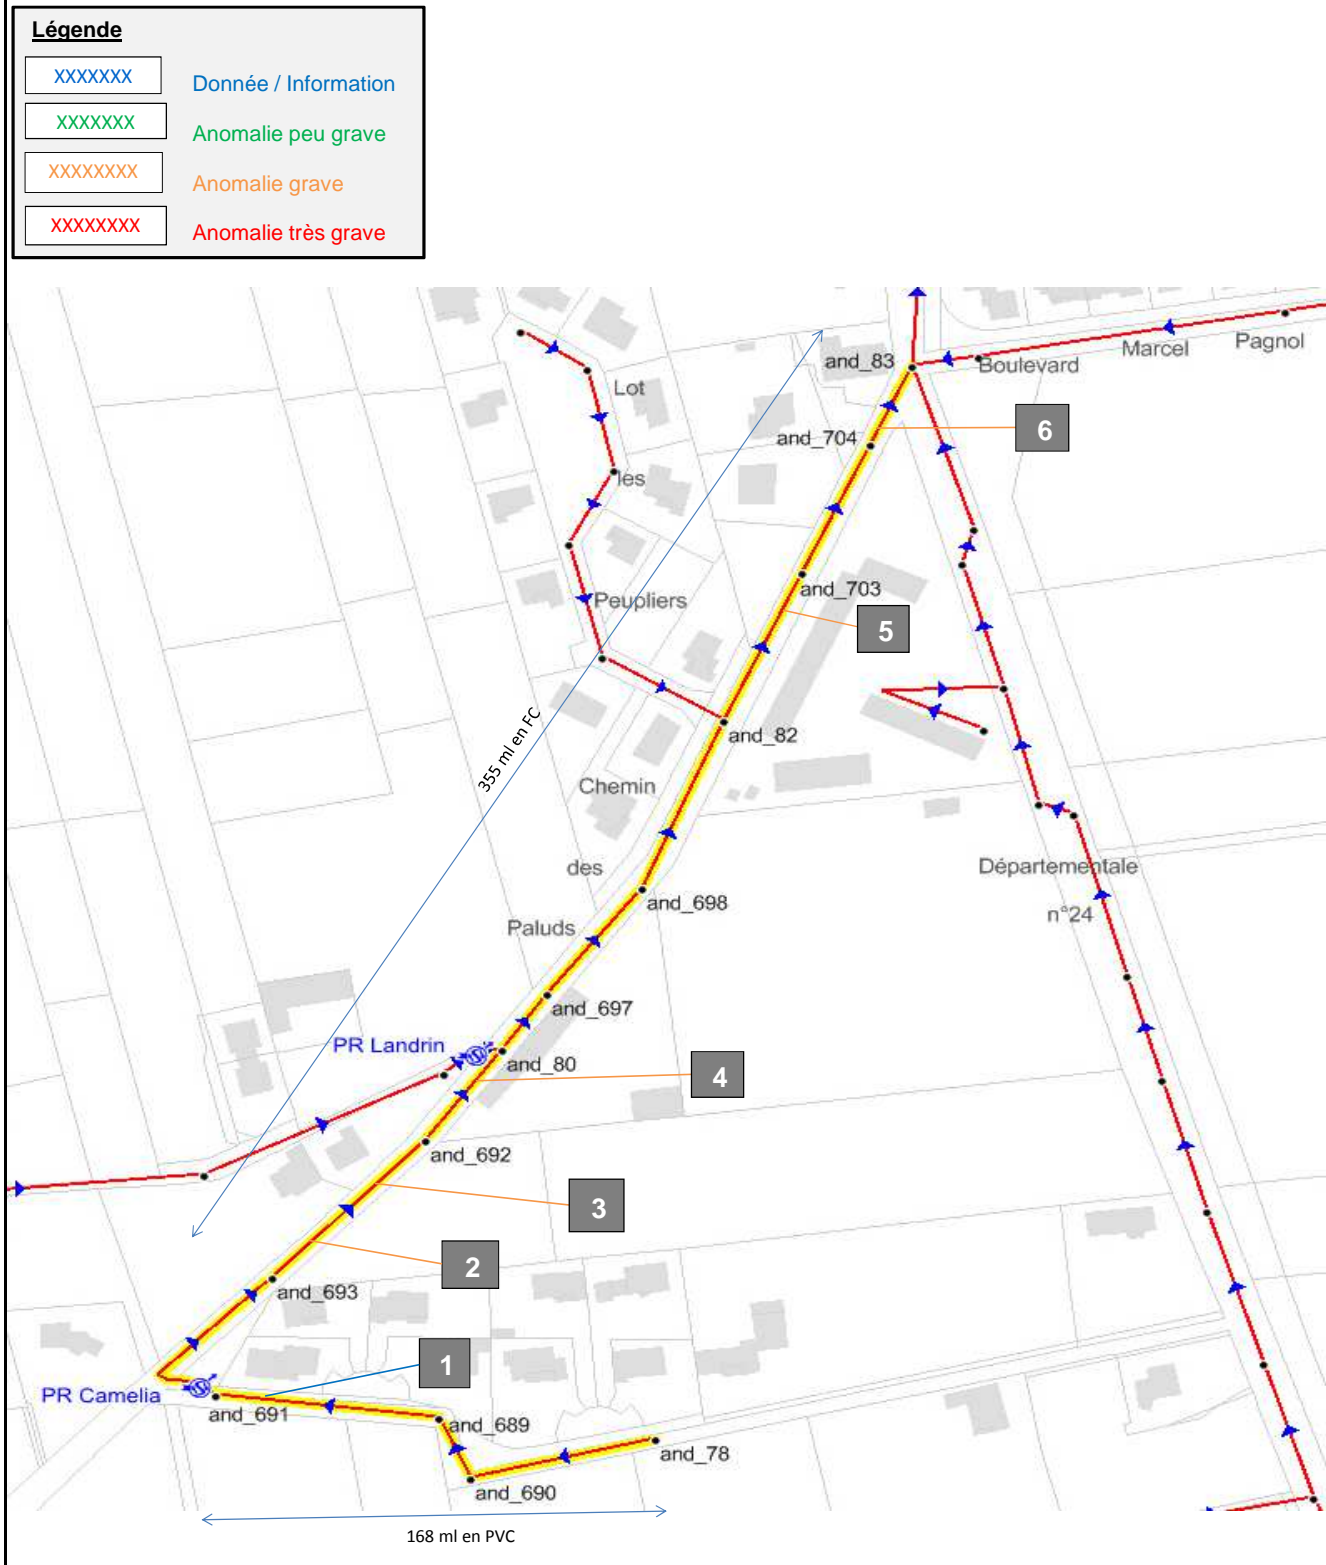 Légende
XXXXXXX
Donnée / Information
XXXXXXX
Anomalie peu grave
XXXXXXXX
Anomalie grave
XXXXXXXX
Anomalie très grave
and_83
Boulevard
Marcel
Pagnol
Lot
and_704
6
les
and_703
Peupliers
5
and_82
355 ml en FC
Chemin
des
Départementale
n°24
and_698
Paluds
and_697
PR Landrin
and_80
4
and_692
3
2
and_693
1
PR Camelia
and_691
and_689
and_78
and_690
168 ml en PVC